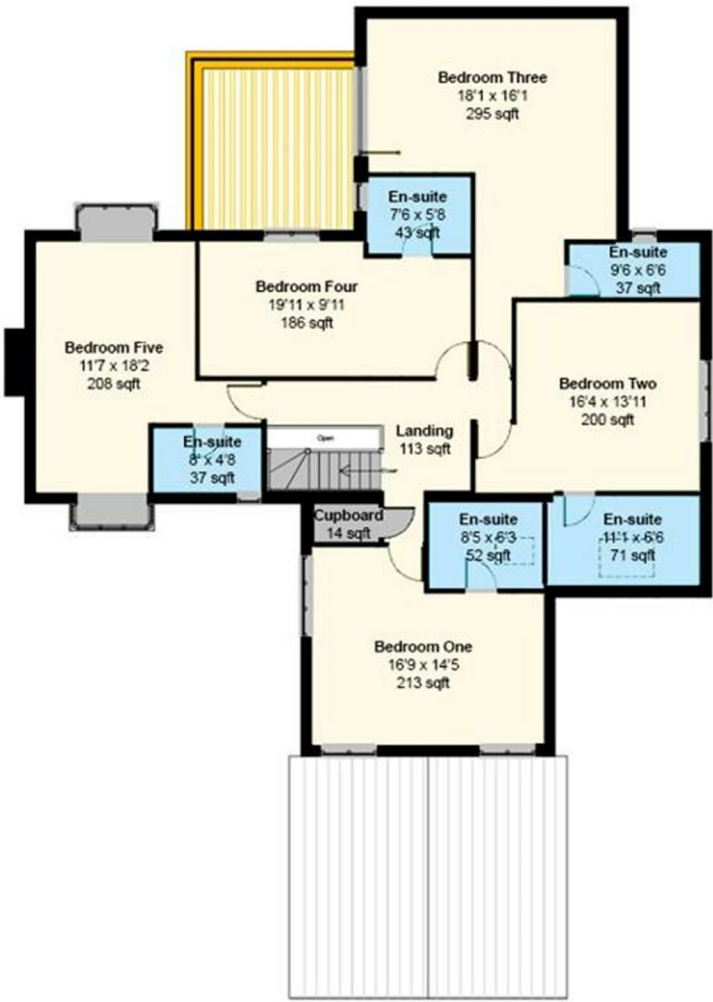 Bedroom Three
18'1 x 16'1
295 sqft
En-suite
7'6 x 5'8
43 sqft
En-suite
9'6 x 6'6
37 sqft
Bedroom Four
19'11 x 9'11
186 sqft
Bedroom Five
11'7 x 18'2
208 sqft
Bedroom Two
16'4 x 13'11
200 sqft
En-suite
8' x 4'8
37 sqft
Open
Landing
113 sqft
Cupboard
14 sqft
En-suite
8'5 x 6'3
52 sqft
En-suite
11'1 x 6'6
71 sqft
Bedroom One
16'9 x 14'5
213 sqft